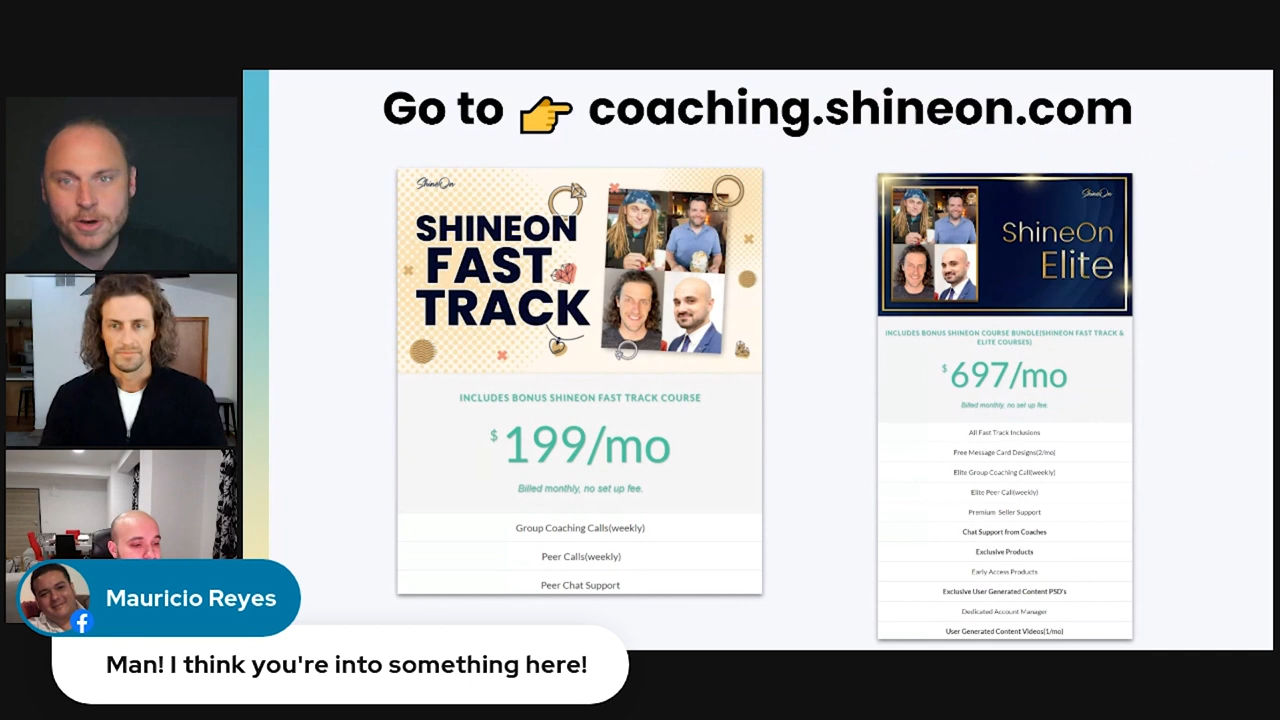 Go to 👉 coaching.shineon.com
ShineOn
SHINEON
FAST
TRACK
INCLUDES BONUS SHINEON FAST TRACK COURSE
$199/mo
Billed monthly, no set up fee.
Group Coaching Calls(weekly)
Peer Calls(weekly)
Peer Chat Support
ShineOn
ShineOn
Elite
INCLUDES BONUS SHINEON COURSE BUNDLE(SHINEON FAST TRACK &
ELITE COURSES)
$697/mo
Billed monthly, no set up fee.
All Fast Track Inclusions
Free Message Card Designs(2/mo)
Elite Group Coaching Call(weekly)
Elite Peer Call(weekly)
Premium Seller Support
Chat Support from Coaches
Exclusive Products
Early Access Products
Exclusive User Generated Content PSD's
Dedicated Account Manager
User Generated Content Videos(1/mo)
Mauricio Reyes
Man! I think you're into something here!